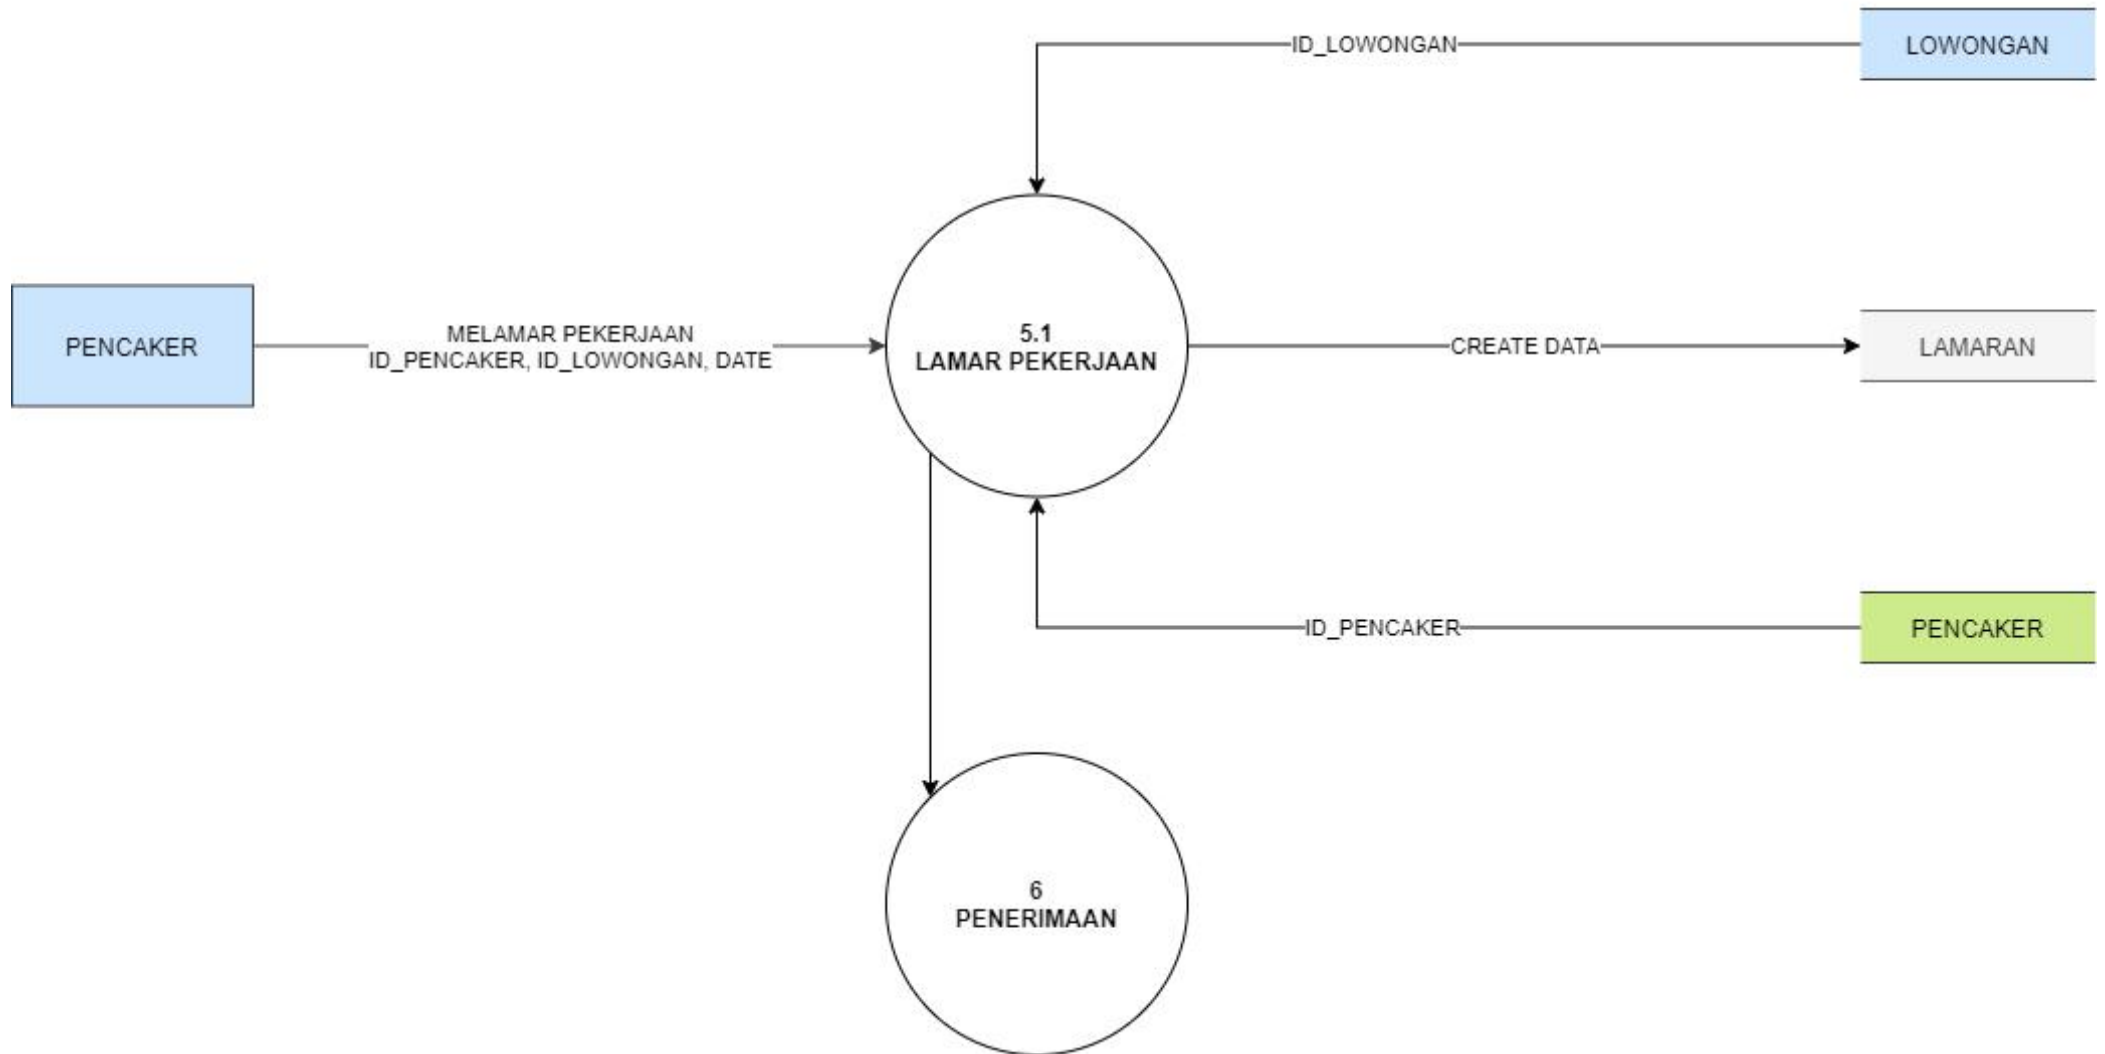 ID_LOWONGAN
LOWONGAN
PENCAKER
MELAMAR PEKERJAAN
ID_PENCAKER, ID_LOWONGAN, DATE
5.1
LAMAR PEKERJAAN
CREATE DATA
LAMARAN
ID_PENCAKER
PENCAKER
6
PENERIMAAN